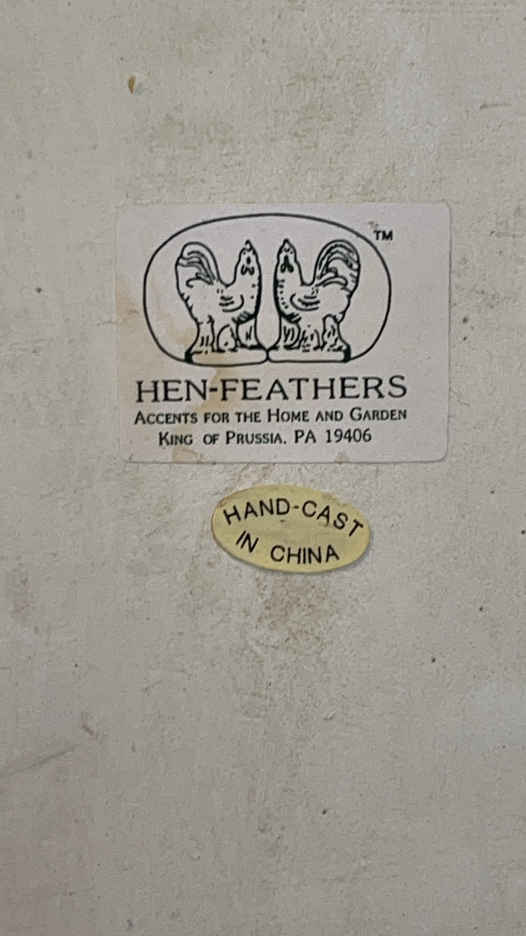 TM
HEN-FEATHERS
ACCENTS FOR THE HOME AND GARDEN
KING OF PRUSSIA, PA 19406
HAND-CAST
IN CHINA